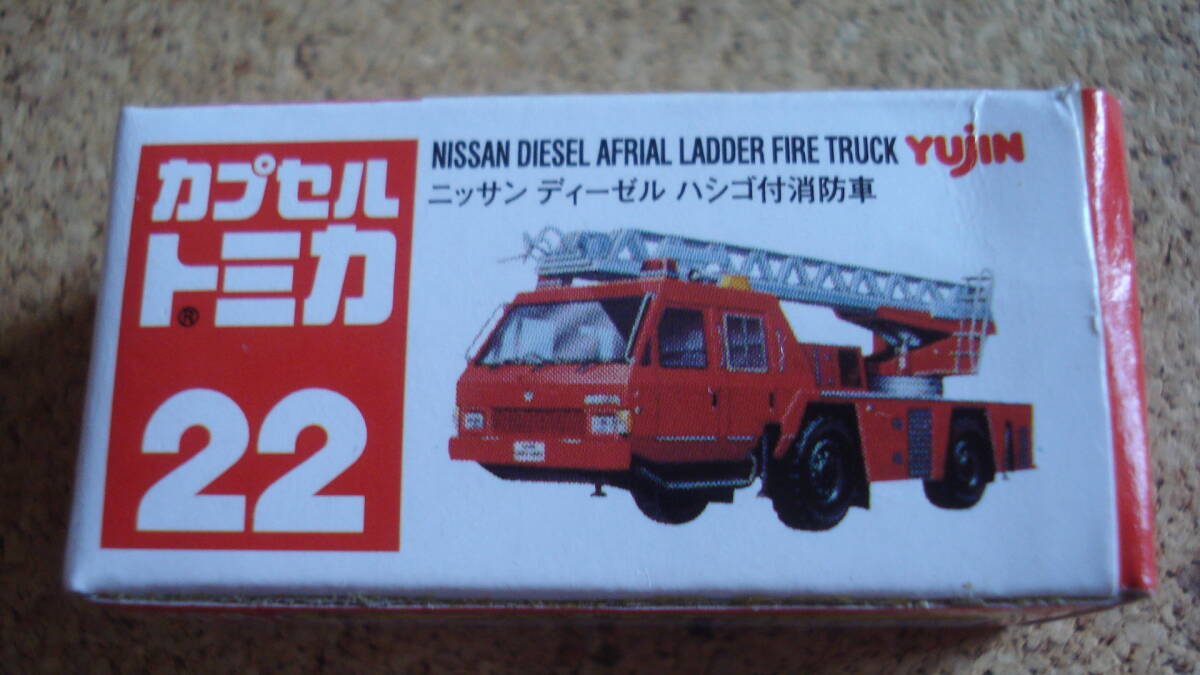 カプセル
トミカ®
22
NISSAN DIESEL AFRIAL LADDER FIRE TRUCK YUJIN
ニッサン ディーゼル ハシゴ付消防車